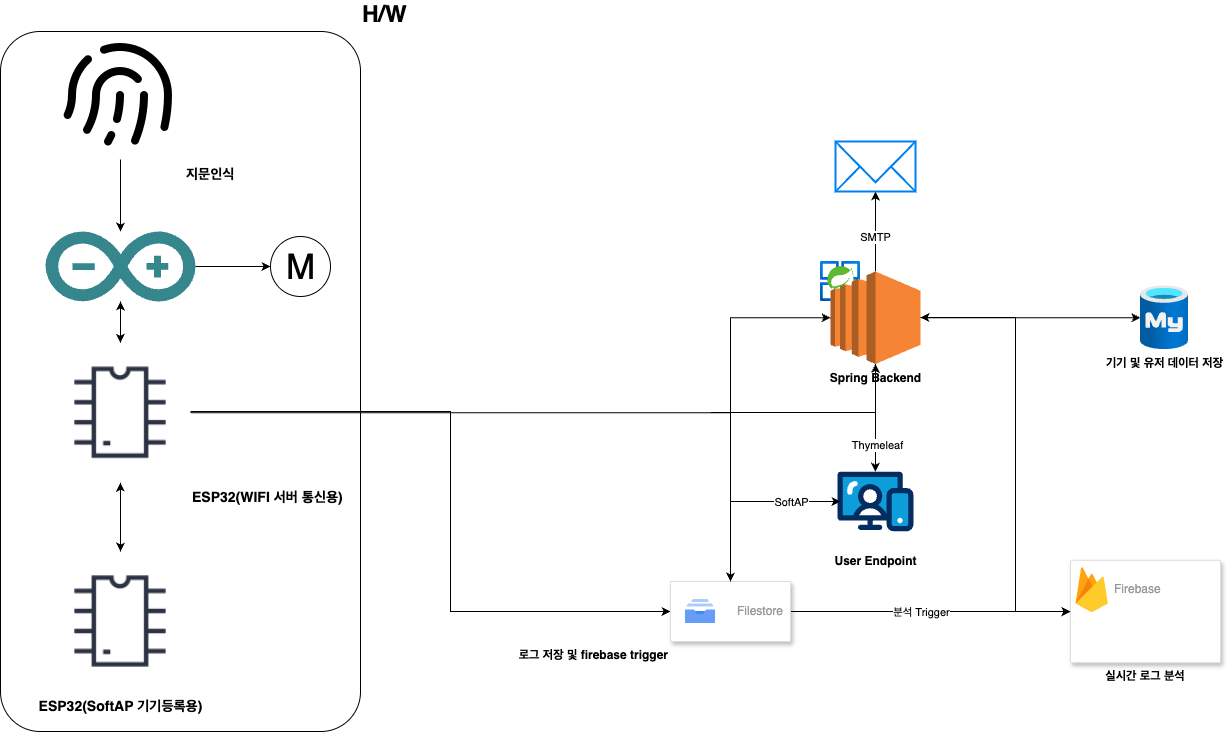 H/W
지문인식
M
ESP32(WIFI 서버 통신용)
ESP32(SoftAP 기기등록용)
SMTP
Spring Backend
My
기기 및 유저 데이터 저장
Thymeleaf
SoftAP
User Endpoint
Filestore
로그 저장 및 firebase trigger
분석 Trigger
Firebase
실시간 로그 분석